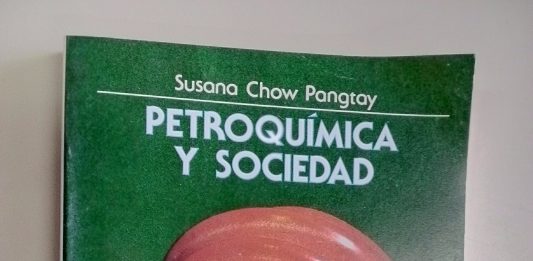 Susana Chow Pangtay
PETROQUÍMICA
Y SOCIEDAD